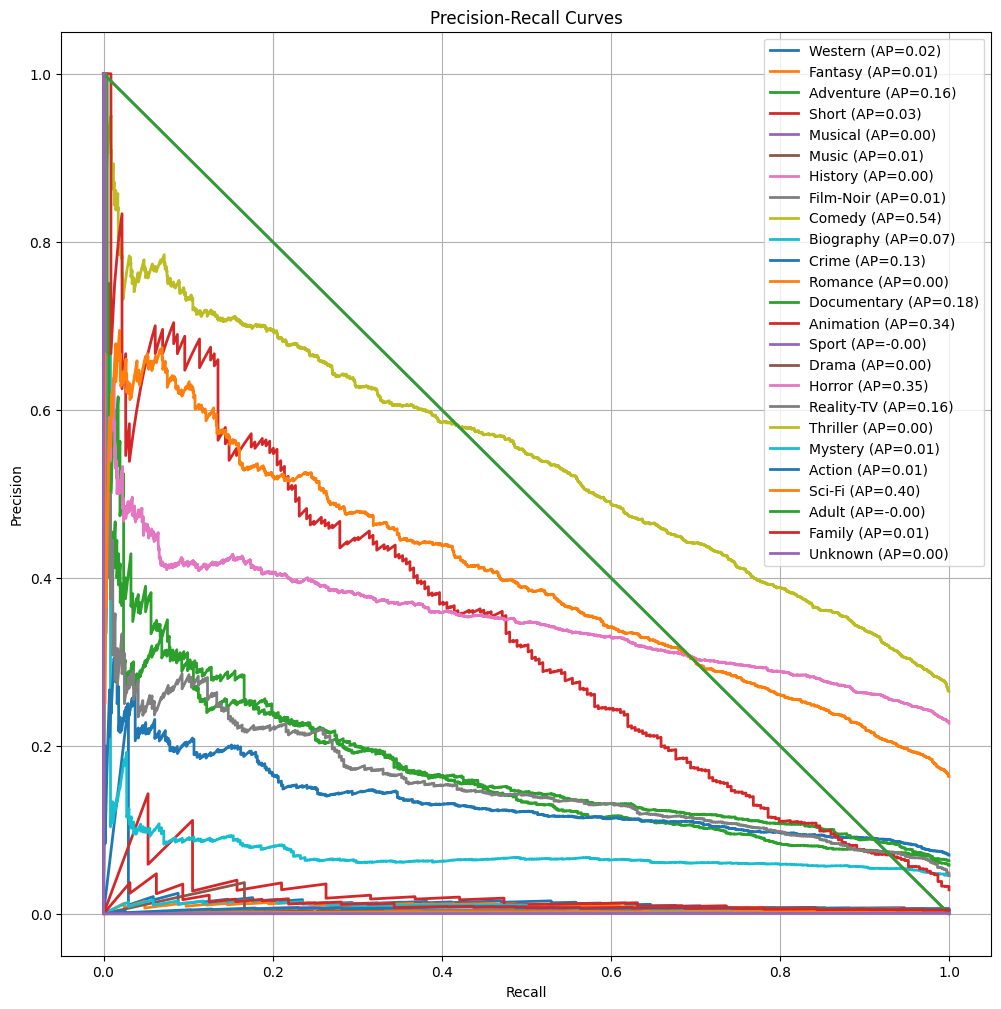 Precision-Recall Curves
Western (AP=0.02)
Fantasy (AP=0.01)
Adventure (AP=0.16)
Short (AP=0.03)
Musical (AP=0.00)
Music (AP=0.01)
History (AP=0.00)
Film-Noir (AP=0.01)
Comedy (AP=0.54)
Biography (AP=0.07)
Crime (AP=0.13)
Romance (AP=0.00)
Documentary (AP=0.18)
Animation (AP=0.34)
Sport (AP=-0.00)
Drama (AP=0.00)
Horror (AP=0.35)
Reality-TV (AP=0.16)
Thriller (AP=0.00)
Mystery (AP=0.01)
Action (AP=0.01)
Sci-Fi (AP=0.40)
Adult (AP=-0.00)
Family (AP=0.01)
Unknown (AP=0.00)
1.0
0.8
0.6
0.4
0.2
0.0
Precision
0.0 0.2 0.4 0.6 0.8 1.0
Recall